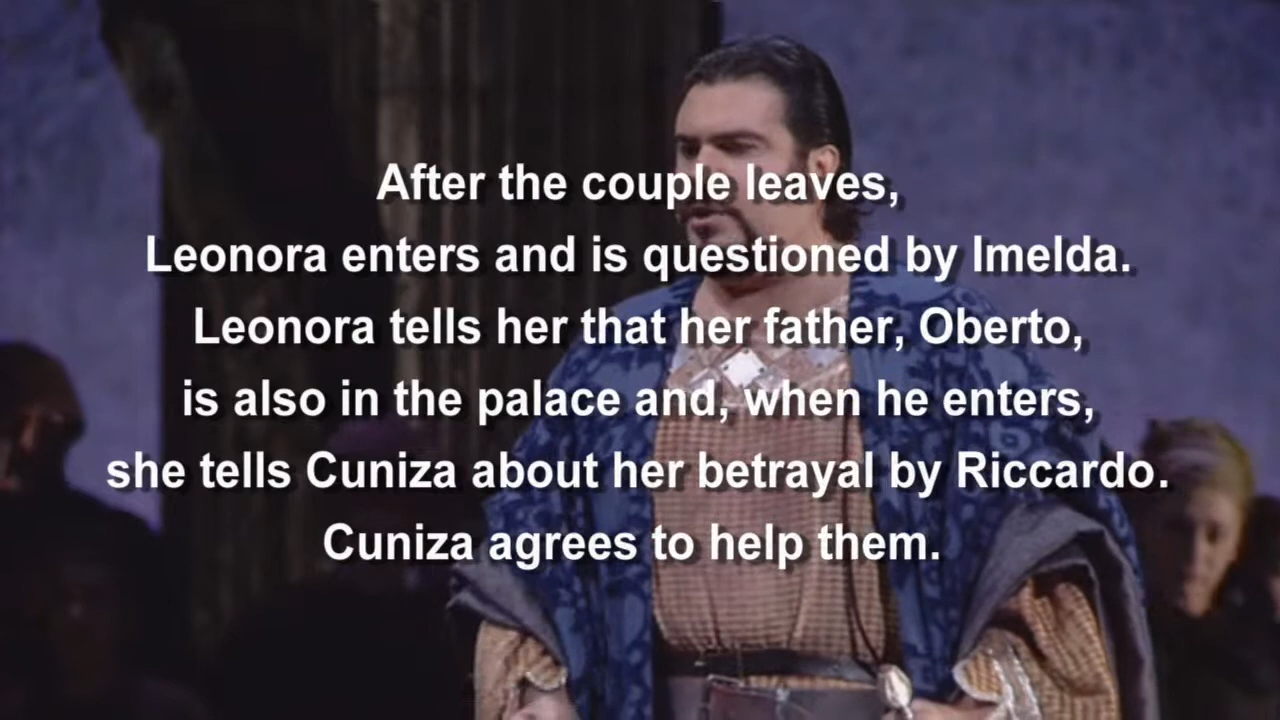 After the couple leaves,
Leonora enters and is questioned by Imelda.
Leonora tells her that her father, Oberto,
is also in the palace and, when he enters,
she tells Cuniza about her betrayal by Riccardo.
Cuniza agrees to help them.